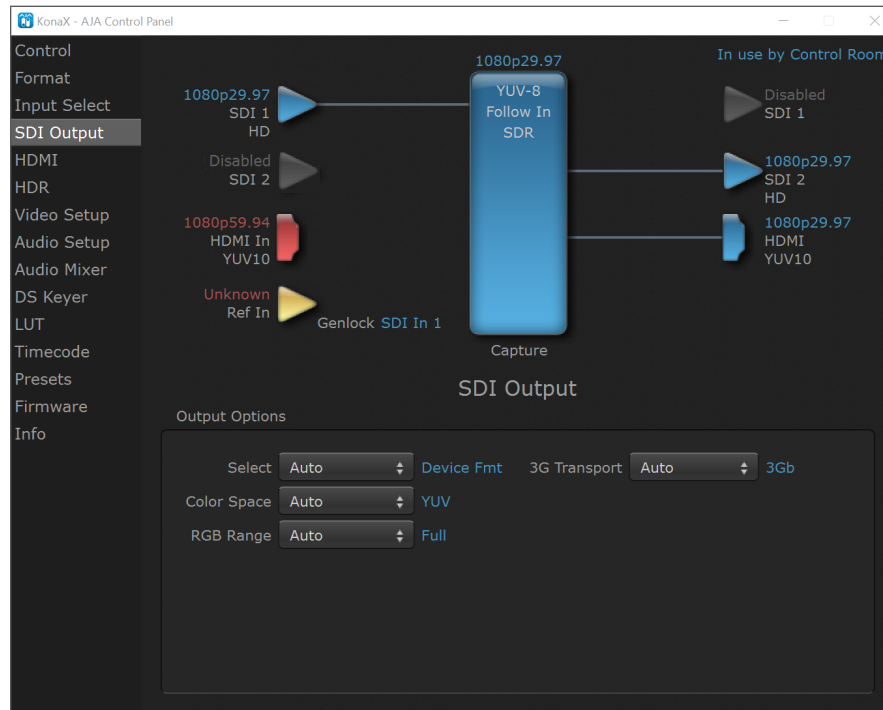 KonaX - AJA Control Panel
Control
Format
Input Select
SDI Output
HDMI
HDR
Video Setup
Audio Setup
Audio Mixer
DS Keyer
LUT
Timecode
Presets
Firmware
Info
1080p29.97
In use by Control Room
1080p29.97
SDI 1
HD
Disabled
SDI 2
1080p59.94
HDMI In
YUV10
Unknown
Ref In
Genlock SDI In 1
YUV-8
Follow In
SDR
Capture
Disabled
SDI 1
1080p29.97
SDI 2
HD
1080p29.97
HDMI
YUV10
SDI Output
Output Options
Select Auto Device Fmt 3G Transport Auto 3Gb
Color Space Auto YUV
RGB Range Auto Full